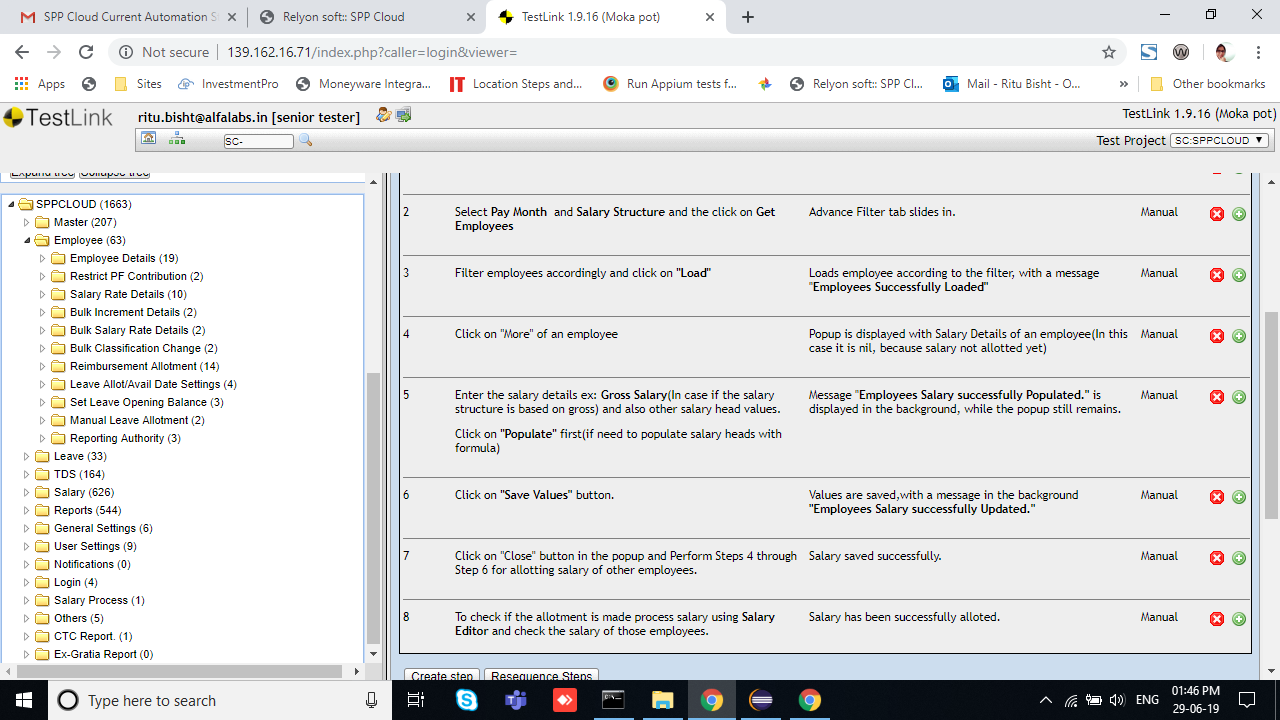 SPP Cloud Current Automation S
Relyon soft:: SPP Cloud
TestLink 1.9.16 (Moka pot)
Not secure
139.162.16.71/index.php?caller=login&viewer=
Apps
Sites
InvestmentPro
Moneyware Integra...
Location Steps and...
Run Appium tests f...
Relyon soft:: SPP Cl...
Mail - Ritu Bisht - O...
»
Other bookmarks
TestLink
ritu.bisht@alfalabs.in [senior tester]
TestLink 1.9.16 (Moka pot)
SC-
Test Project
SC:SPPCLOUD
Expand tree
Collapse tree
SPPCLOUD (1663)
Master (207)
Employee (63)
Employee Details (19)
Restrict PF Contribution (2)
Salary Rate Details (10)
Bulk Increment Details (2)
Bulk Salary Rate Details (2)
Bulk Classification Change (2)
Reimbursement Allotment (14)
Leave Allot/Avail Date Settings (4)
Set Leave Opening Balance (3)
Manual Leave Allotment (2)
Reporting Authority (3)
Leave (33)
TDS (164)
Salary (626)
Reports (544)
General Settings (6)
User Settings (9)
Notifications (0)
Login (4)
Salary Process (1)
Others (5)
CTC Report. (1)
Ex-Gratia Report (0)
2
Select Pay Month and Salary Structure and the click on Get
Employees
Advance Filter tab slides in.
Manual
3
Filter employees accordingly and click on "Load"
Loads employee according to the filter, with a message
"Employees Successfully Loaded"
Manual
4
Click on "More" of an employee
Popup is displayed with Salary Details of an employee(In this
case it is nil, because salary not allotted yet)
Manual
5
Enter the salary details ex: Gross Salary(In case if the salary
structure is based on gross) and also other salary head values.
Click on "Populate" first(if need to populate salary heads with
formula)
Message "Employees Salary successfully Populated." is
displayed in the background, while the popup still remains.
Manual
6
Click on "Save Values" button.
Values are saved,with a message in the background
"Employees Salary successfully Updated."
Manual
7
Click on "Close" button in the popup and Perform Steps 4 through
Step 6 for allotting salary of other employees.
Salary saved successfully.
Manual
8
To check if the allotment is made process salary using Salary
Editor and check the salary of those employees.
Salary has been successfully alloted.
Manual
Create step
Resequence Steps
Type here to search
ENG
01:46 PM
29-06-19